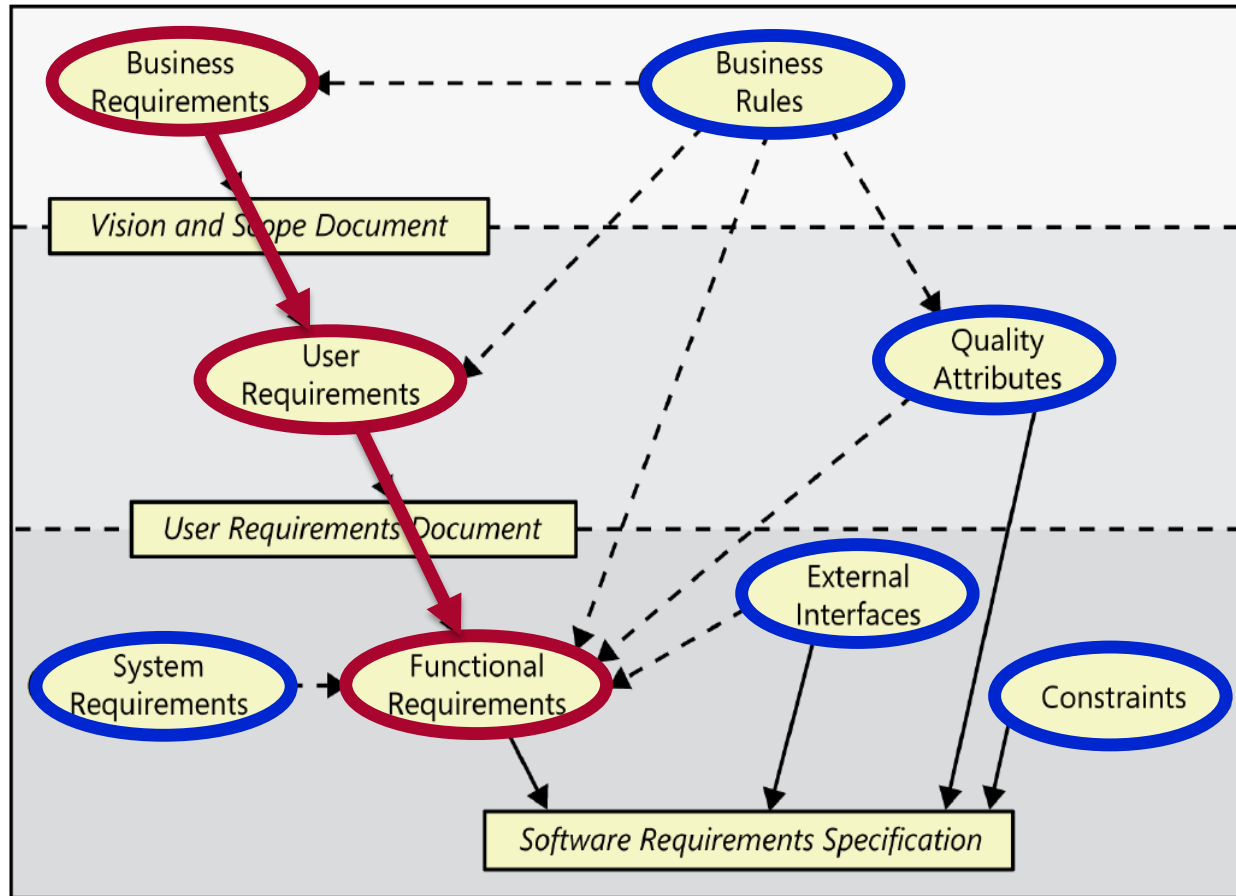 Business
Requirements
Business
Rules
Vision and Scope Document
User
Requirements
Quality
Attributes
User Requirements Document
External
Interfaces
System
Requirements
Functional
Requirements
Constraints
Software Requirements Specification